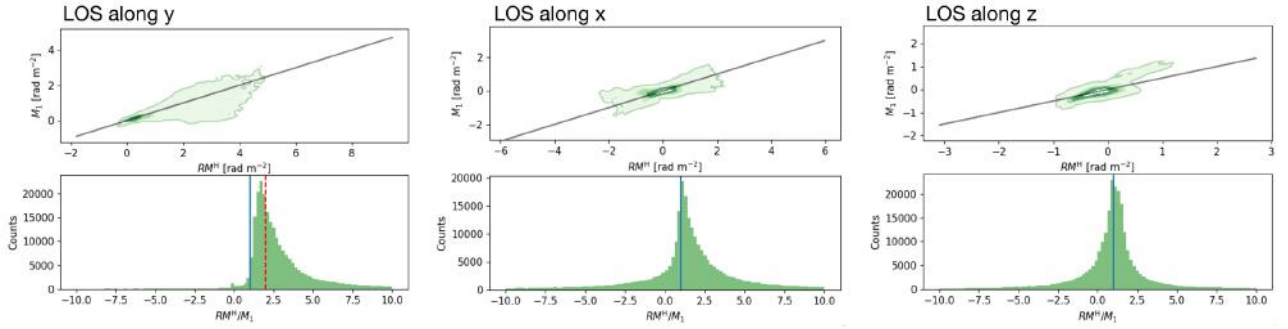 LOS along y
LOS along x
LOS along z
M₁ [rad m⁻²]
4
2
0
−2 0 2 4 6 8
RMᴴ [rad m⁻²]
M₁ [rad m⁻²]
2
0
−2
−6 −4 −2 0 2 4 6
RMᴴ [rad m⁻²]
M₁ [rad m⁻²]
2
1
0
−1
−2
−3 −2 −1 0 1 2 3
RMᴴ [rad m⁻²]
Counts
20000
15000
10000
5000
0
−10.0 −7.5 −5.0 −2.5 0.0 2.5 5.0 7.5 10.0
RMᴴ/M₁
Counts
20000
15000
10000
5000
0
−10.0 −7.5 −5.0 −2.5 0.0 2.5 5.0 7.5 10.0
RMᴴ/M₁
Counts
20000
15000
10000
5000
0
−10.0 −7.5 −5.0 −2.5 0.0 2.5 5.0 7.5 10.0
RMᴴ/M₁